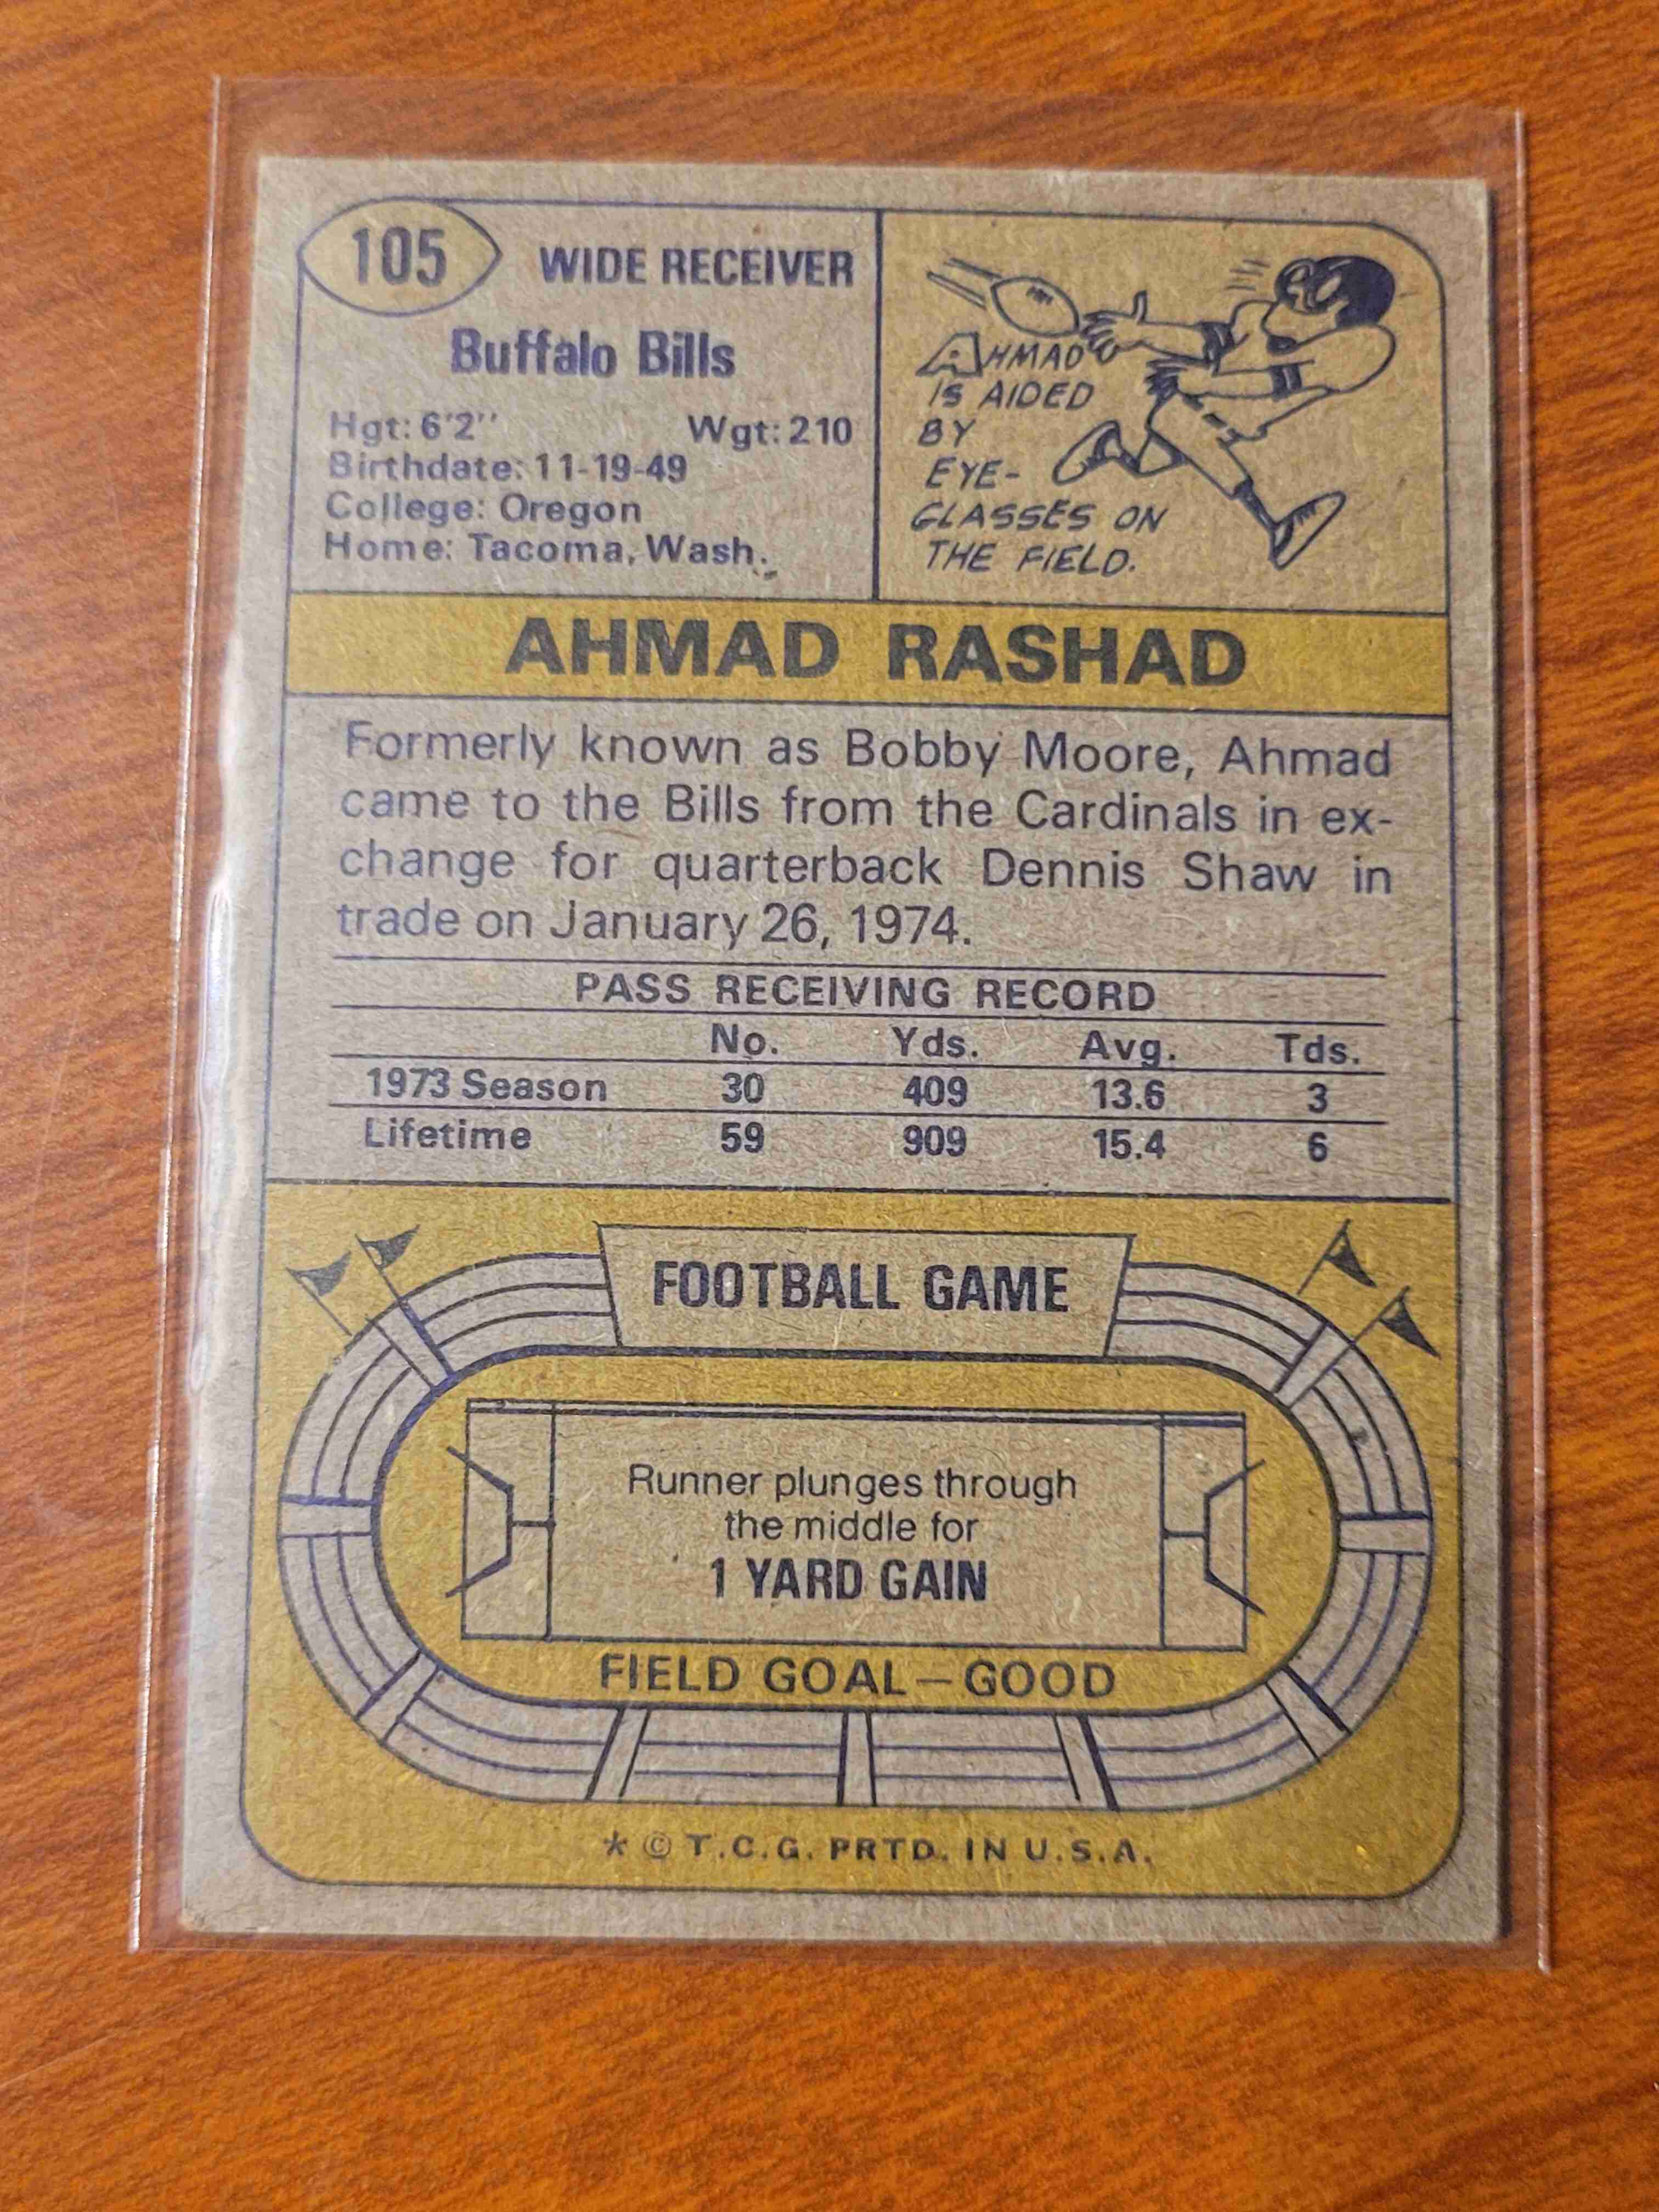 105 WIDE RECEIVER
Buffalo Bills
Hgt: 6'2'' Wgt: 210
Birthdate: 11-19-49
College: Oregon
Home: Tacoma, Wash.
AHMAD
IS AIDED
BY
EYE-
GLASSES ON
THE FIELD.
AHMAD RASHAD
Formerly known as Bobby Moore, Ahmad
came to the Bills from the Cardinals in ex-
change for quarterback Dennis Shaw in
trade on January 26, 1974.
PASS RECEIVING RECORD
No. Yds. Avg. Tds.
1973 Season 30 409 13.6 3
Lifetime 59 909 15.4 6
FOOTBALL GAME
Runner plunges through
the middle for
1 YARD GAIN
FIELD GOAL—GOOD
* © T.C.G. PRTD. IN U.S.A.